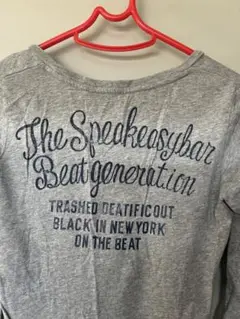 The Speakeasybar
Beat generation
TRASHED DEATIFICOUT
BLACK IN NEW YORK
ON THE BEAT